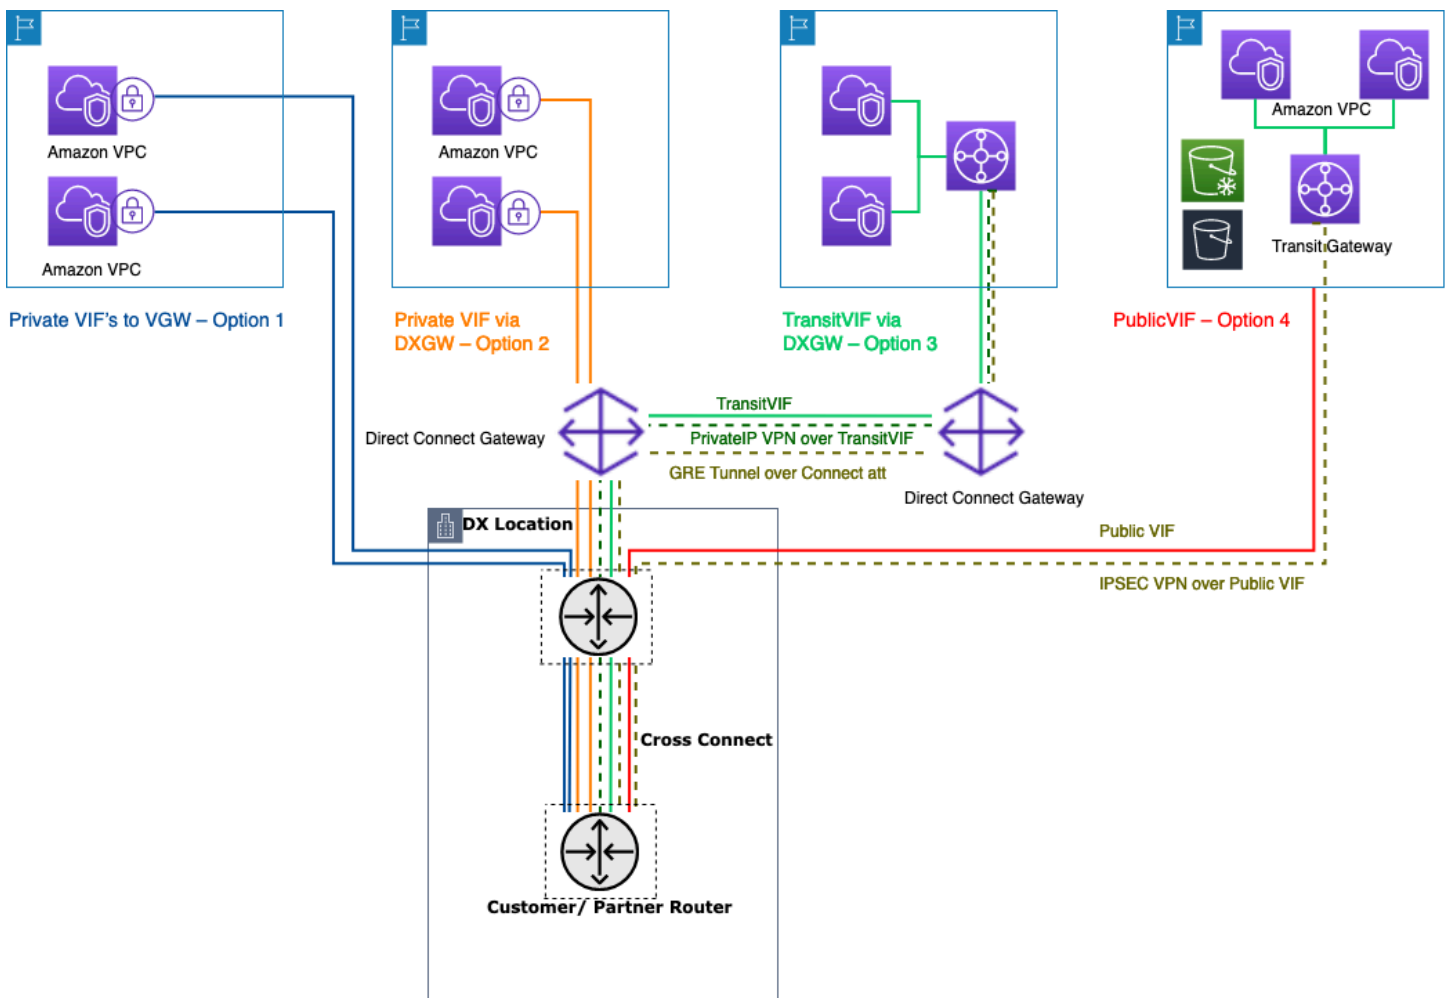 Amazon VPC
Amazon VPC
Amazon VPC
Amazon VPC
Transit Gateway
Private VIF's to VGW – Option 1
Private VIF via
DXGW – Option 2
TransitVIF via
DXGW – Option 3
PublicVIF – Option 4
TransitVIF
Direct Connect Gateway
PrivateIP VPN over TransitVIF
GRE Tunnel over Connect att
Direct Connect Gateway
DX Location
Public VIF
IPSEC VPN over Public VIF
Cross Connect
Customer/ Partner Router